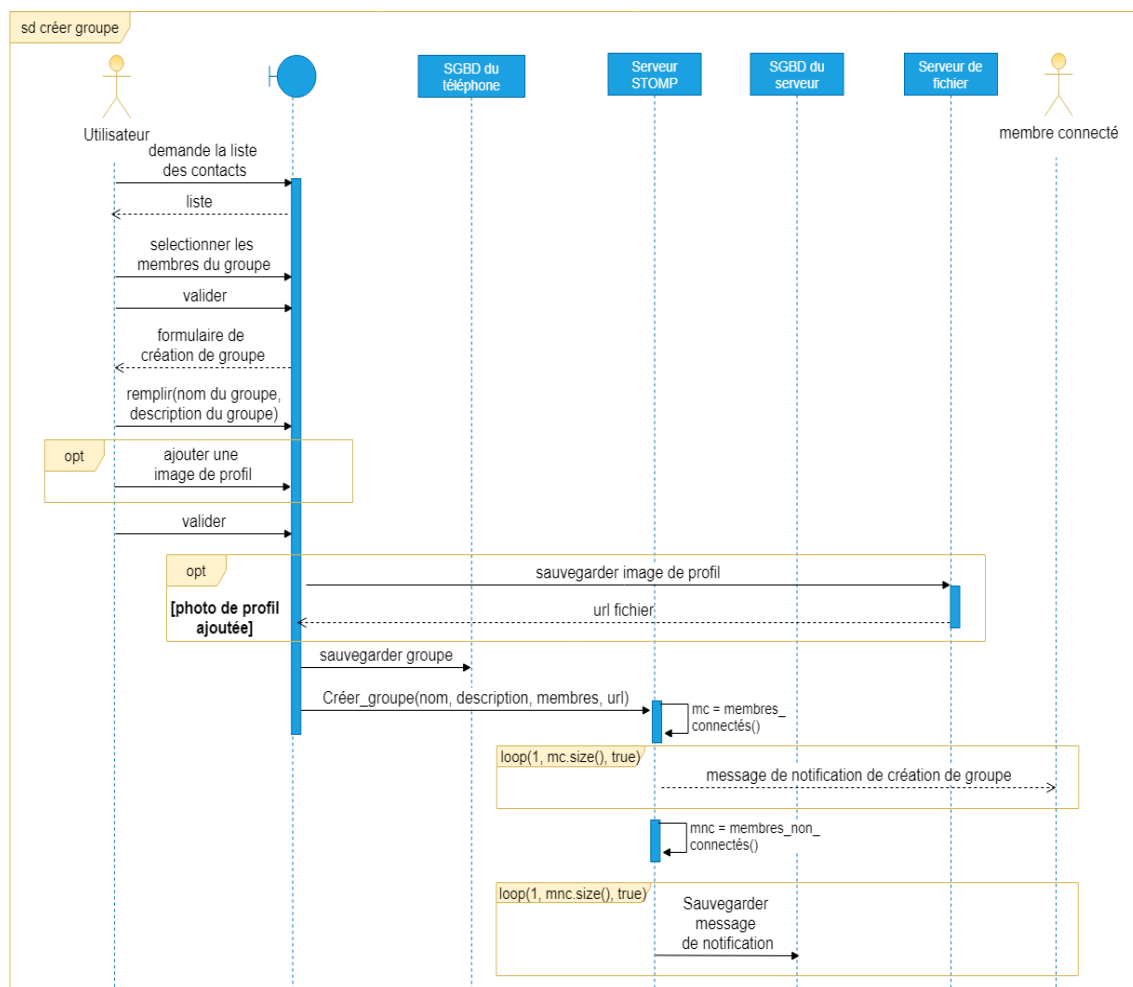 sd créer groupe
SGBD du
téléphone
Serveur
STOMP
SGBD du
serveur
Serveur de
fichier
Utilisateur
membre connecté
demande la liste
des contacts
liste
selectionner les
membres du groupe
valider
formulaire de
création de groupe
remplir(nom du groupe,
description du groupe)
opt
ajouter une
image de profil
valider
opt
sauvegarder image de profil
[photo de profil
ajoutée]
url fichier
sauvegarder groupe
Créer_groupe(nom, description, membres, url)
mc = membres_
connectés()
loop(1, mc.size(), true)
message de notification de création de groupe
mnc = membres_non_
connectés()
loop(1, mnc.size(), true)
Sauvegarder
message
de notification